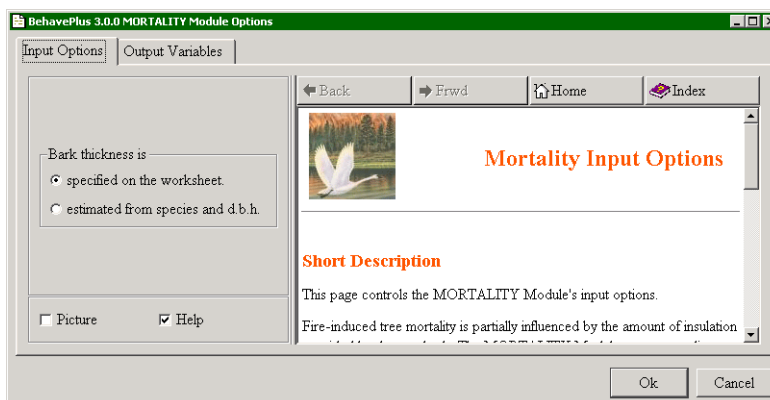 BehavePlus 3.0.0 MORTALITY Module Options
Input Options
Output Variables
Back
Frwd
Home
Index
Bark thickness is
specified on the worksheet.
estimated from species and d.b.h.
Picture
Help
Mortality Input Options
Short Description
This page controls the MORTALITY Module's input options.
Fire-induced tree mortality is partially influenced by the amount of insulation
Ok
Cancel